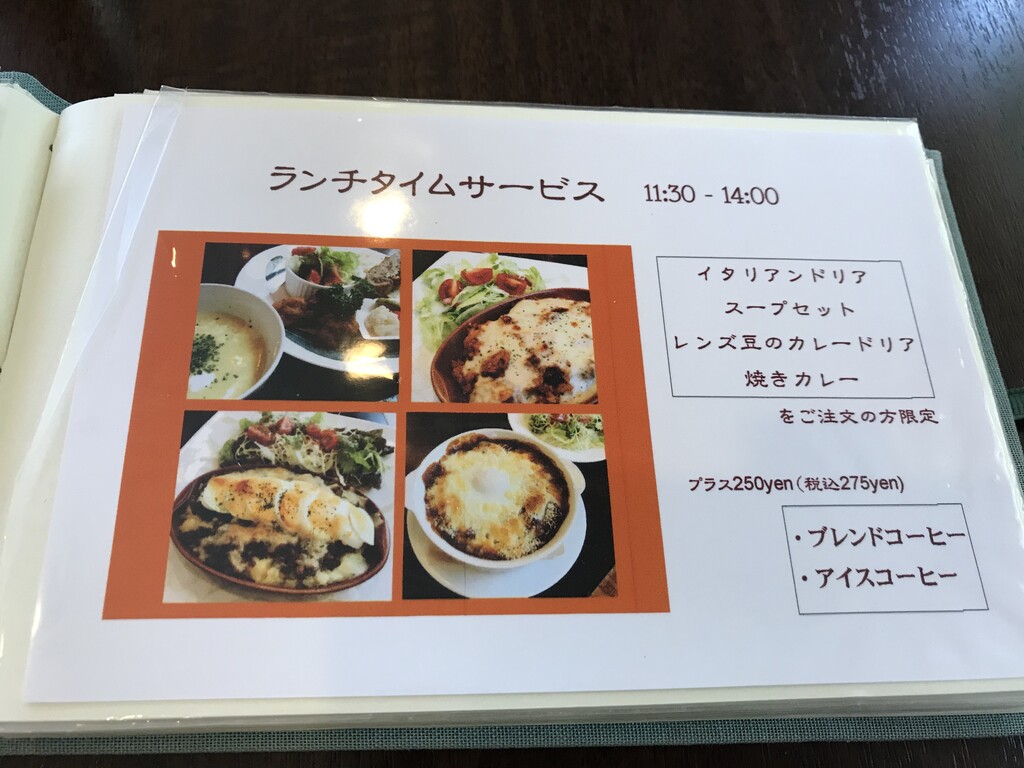 ランチタイムサービス 11:30 - 14:00
イタリアンドリア
スープセット
レンズ豆のカレードリア
焼きカレー
をご注文の方限定
プラス250yen（税込275yen)
・ブレンドコーヒー
・アイスコーヒー